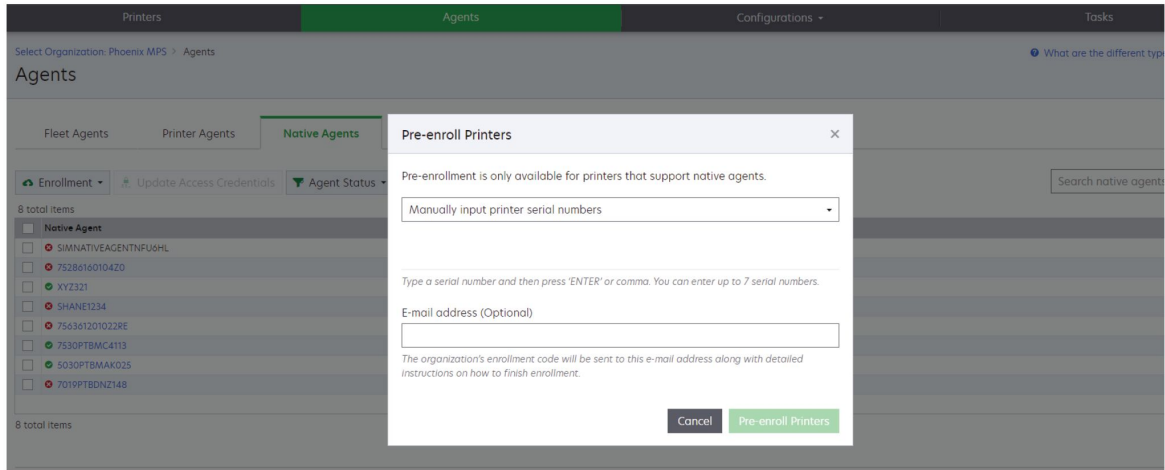 Printers Agents Configurations Tasks
Select Organization: Phoenix MPS > Agents
What are the different
Agents
Fleet Agents Printer Agents Native Agents
Pre-enroll Printers ×
Enrollment Update Access Credentials Agent Status
Search native agents
Pre-enrollment is only available for printers that support native agents.
8 total items
Manually input printer serial numbers
Native Agent
SIMNATIVEAGENTNFU6HL
75286160104Z0
XYZ321
Type a serial number and then press 'ENTER' or comma. You can enter up to 7 serial numbers.
SHANE1234
E-mail address (Optional)
756361201022RE
7530PTBMC4113
5030PTBMAK025
The organization's enrollment code will be sent to this e-mail address along with detailed
instructions on how to finish enrollment.
7019PTBDNZ148
Cancel Pre-enroll Printers
8 total items